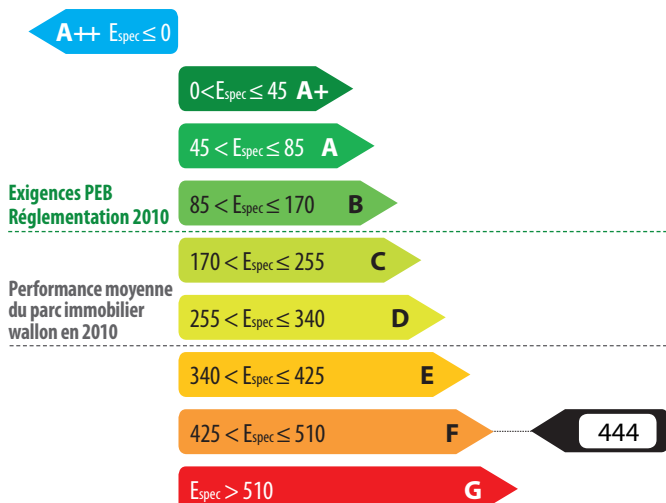 A++ Espec ≤ 0
0<Espec ≤ 45 A+
45 < Espec ≤ 85 A
Exigences PEB
Réglementation 2010
85 < Espec ≤ 170 B
170 < Espec ≤ 255 C
Performance moyenne
du parc immobilier
wallon en 2010
255 < Espec ≤ 340 D
340 < Espec ≤ 425 E
425 < Espec ≤ 510 F
444
Espec > 510 G